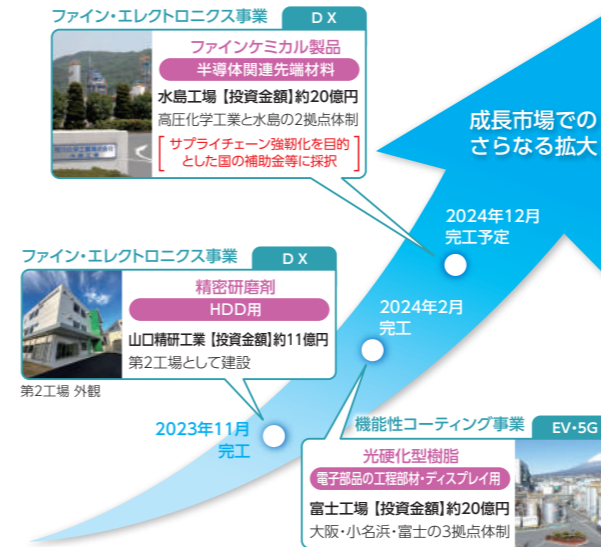 ファイン・エレクトロニクス事業
DX
ファインケミカル製品
半導体関連先端材料
水島工場【投資金額】約20億円
高圧化学工業と水島の2拠点体制
サプライチェーン強靭化を目的
とした国の補助金等に採択
成長市場での
さらなる拡大
2024年12月
完工予定
ファイン・エレクトロニクス事業
DX
精密研磨剤
HDD用
山口精研工業【投資金額】約11億円
第2工場として建設
第2工場 外観
2024年2月
完工
2023年11月
完工
機能性コーティング事業
EV・5G
光硬化型樹脂
電子部品の工程部材・ディスプレイ用
富士工場【投資金額】約20億円
大阪・小名浜・富士の3拠点体制